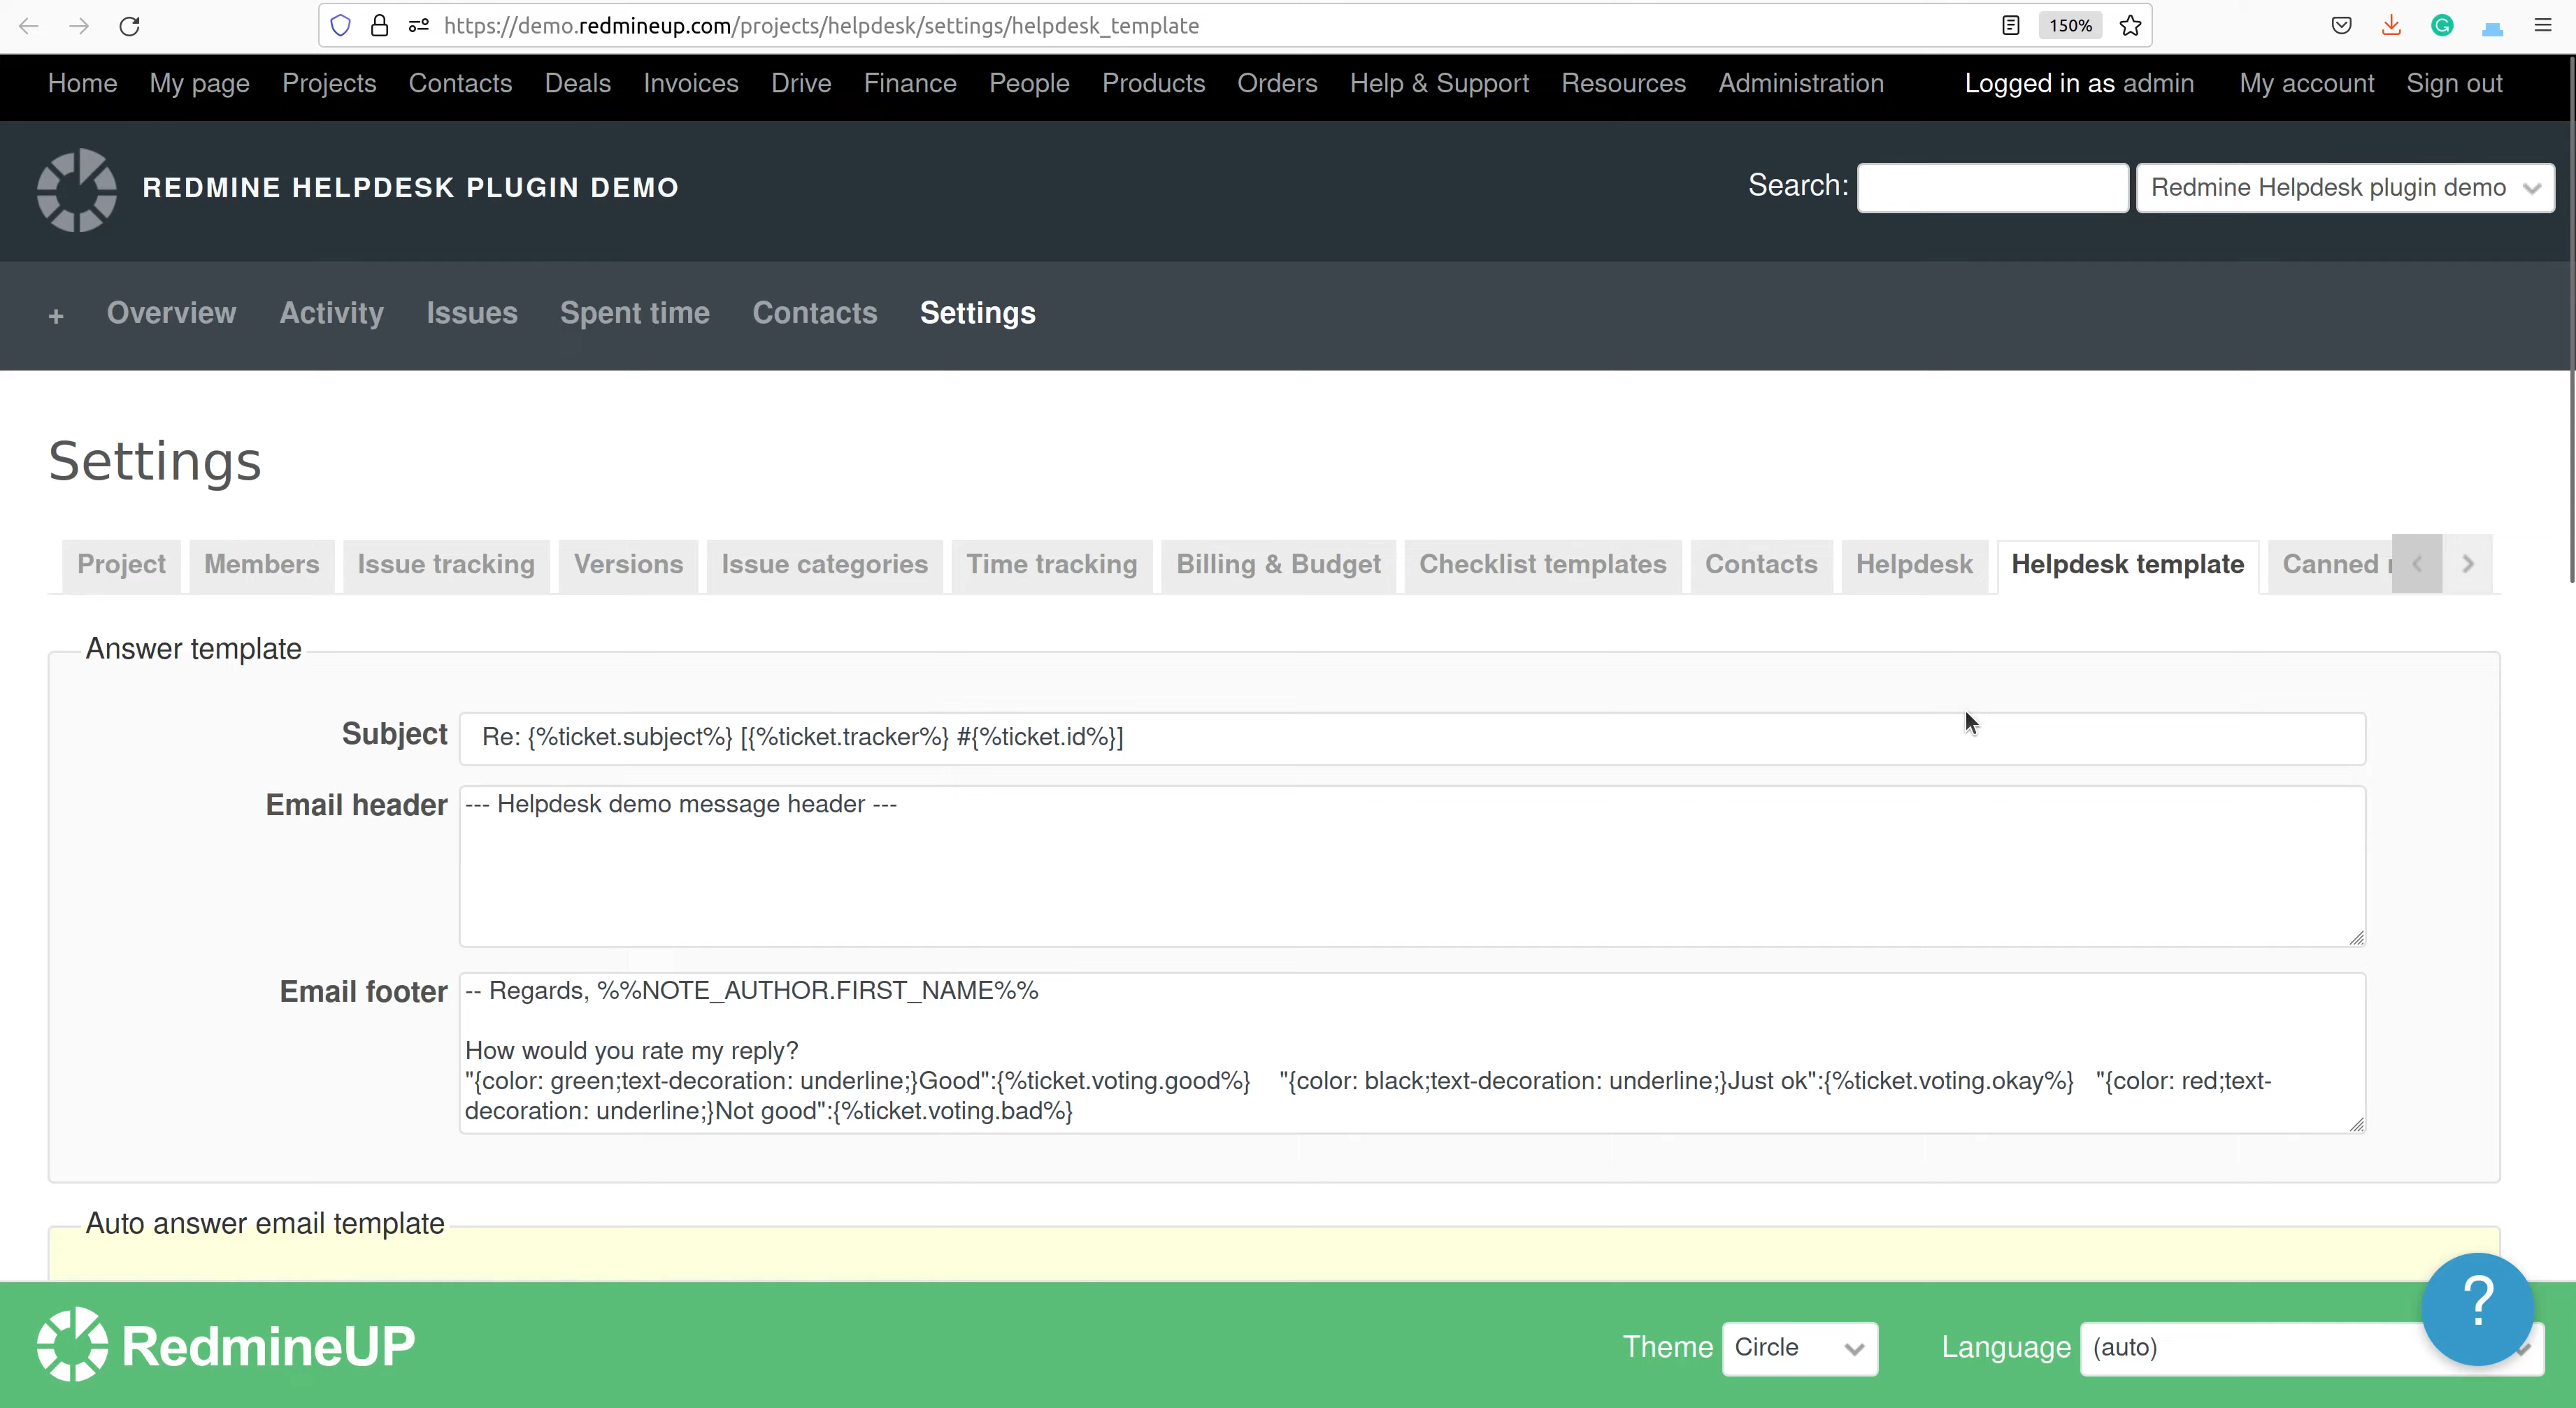 https://demo.redmineup.com/projects/helpdesk/settings/helpdesk_template 150%
Home My page Projects Contacts Deals Invoices Drive Finance People Products Orders Help & Support Resources Administration Logged in as admin My account Sign out
REDMINE HELPDESK PLUGIN DEMO Search: Redmine Helpdesk plugin demo
+ Overview Activity Issues Spent time Contacts Settings
Settings
Project Members Issue tracking Versions Issue categories Time tracking Billing & Budget Checklist templates Contacts Helpdesk Helpdesk template Canned
Answer template
Subject Re: {%ticket.subject%} [{%ticket.tracker%} #{%ticket.id%}]
Email header --- Helpdesk demo message header ---
Email footer -- Regards, %%NOTE_AUTHOR.FIRST_NAME%%
How would you rate my reply?
"{color: green;text-decoration: underline;}Good":{%ticket.voting.good%} "{color: black;text-decoration: underline;}Just ok":{%ticket.voting.okay%} "{color: red;text-
decoration: underline;}Not good":{%ticket.voting.bad%}
Auto answer email template
?
RedmineUP Theme Circle Language (auto)